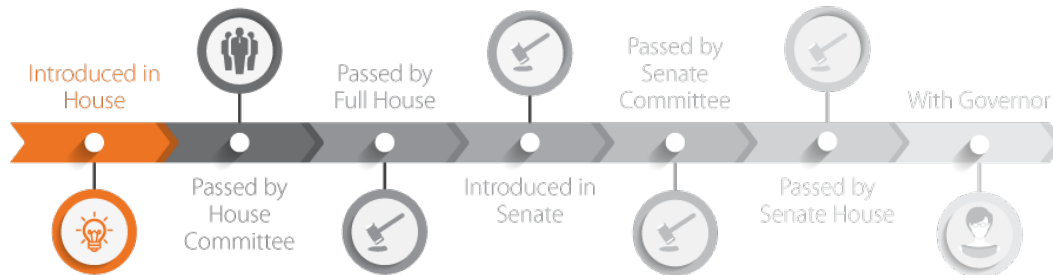 Introduced in
House
Passed by
House
Committee
Passed by
Full House
Introduced in
Senate
Passed by
Senate
Committee
Passed by
Senate House
With Governor